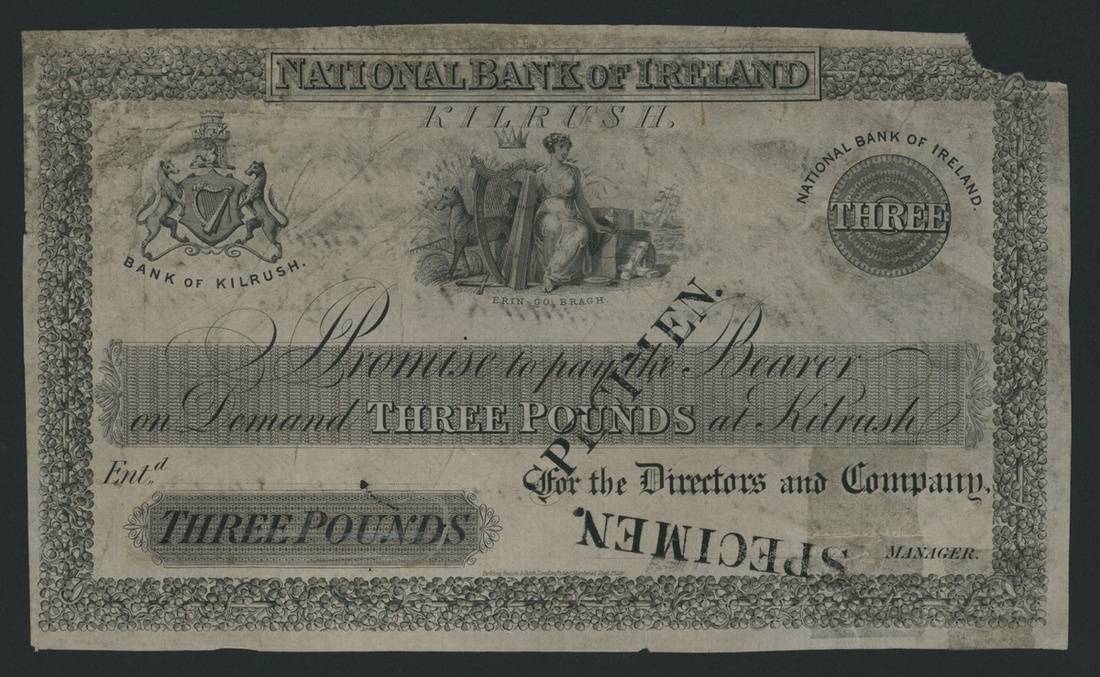 NATIONAL BANK OF IRELAND
KILRUSH.
NATIONAL BANK OF IRELAND.
THREE
BANK OF KILRUSH.
ERIN GO BRAGH.
Promise to pay the Bearer
on Demand THREE POUNDS at Kilrush
Entd
For the Directors and Company,
THREE POUNDS
MANAGER.
SPECIMEN.
SPECIMEN.